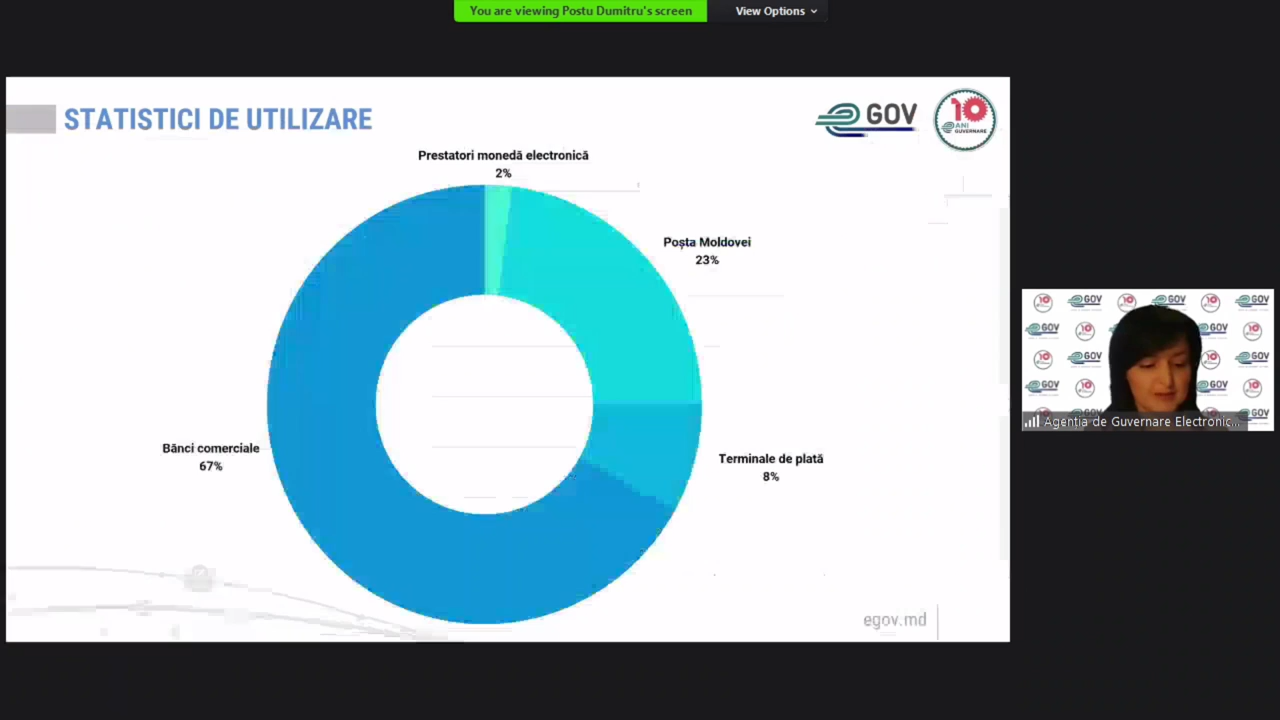 You are viewing Postu Dumitru's screen
View Options
STATISTICI DE UTILIZARE
GOV
10
ANI
GUVERNARE
Prestatori monedă electronică
2%
Poșta Moldovei
23%
Bănci comerciale
67%
Terminale de plată
8%
egov.md
Agentia de Guvernare Electronic...